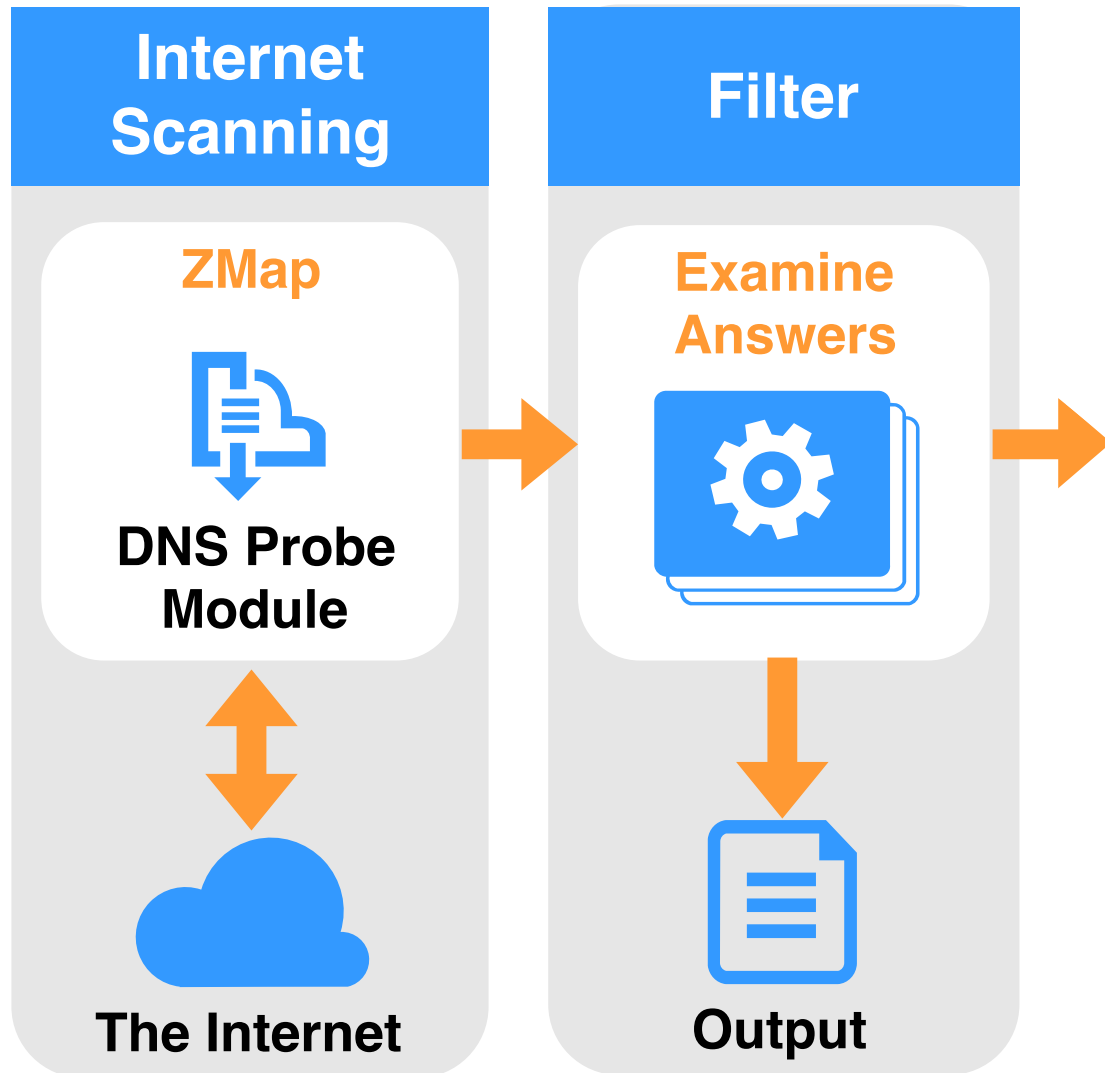 Internet
Scanning
ZMap
DNS Probe
Module
The Internet
Filter
Examine
Answers
Output